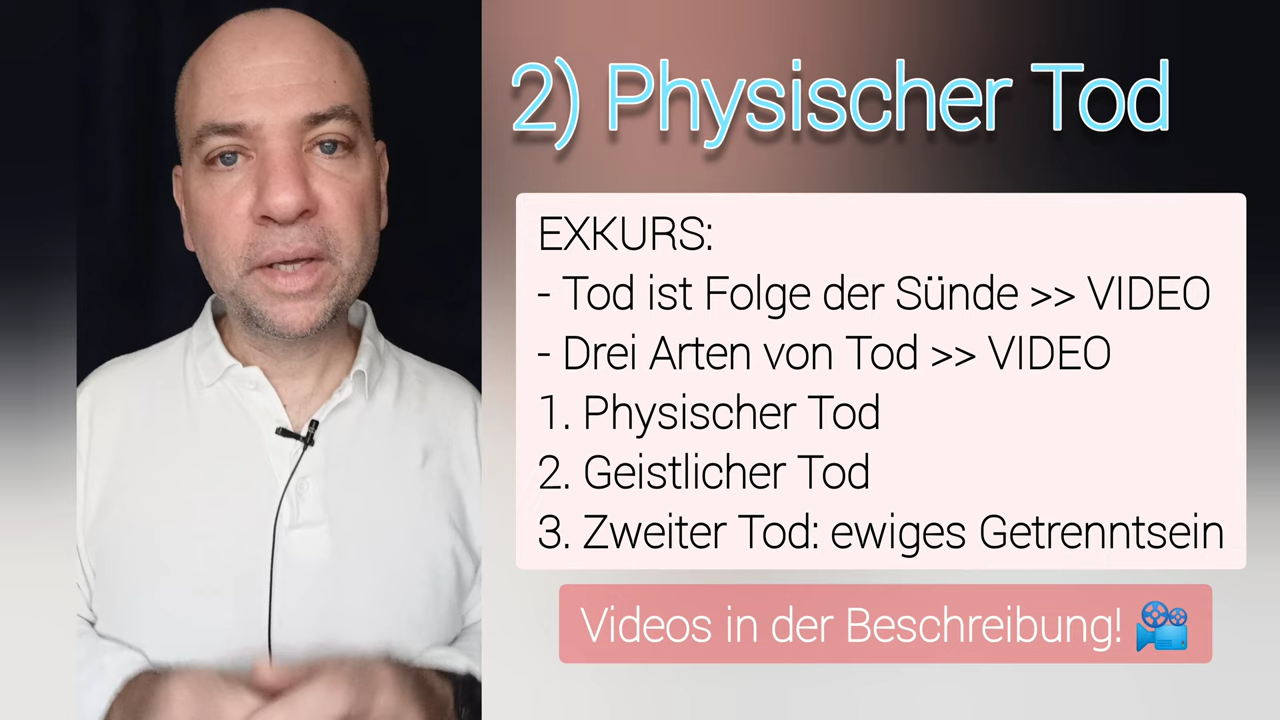 2) Physischer Tod
EXKURS:
- Tod ist Folge der Sünde >> VIDEO
- Drei Arten von Tod >> VIDEO
1. Physischer Tod
2. Geistlicher Tod
3. Zweiter Tod: ewiges Getrenntsein
Videos in der Beschreibung!